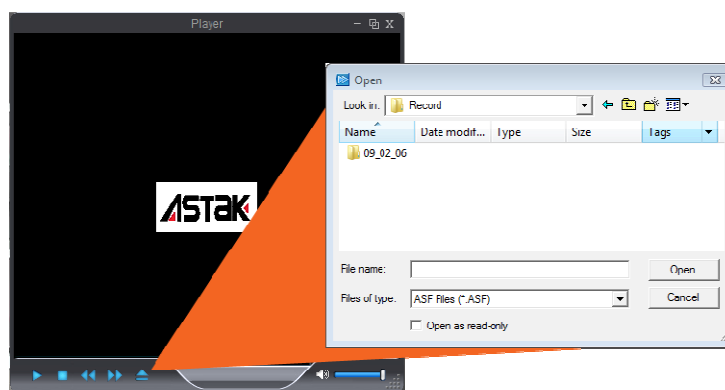 Player
ASTAK
Open
Look in: Record
Name Date modif... Type Size Tags
09_02_06
File name: Open
Files of type: ASF Files (*.ASF) Cancel
Open as read-only